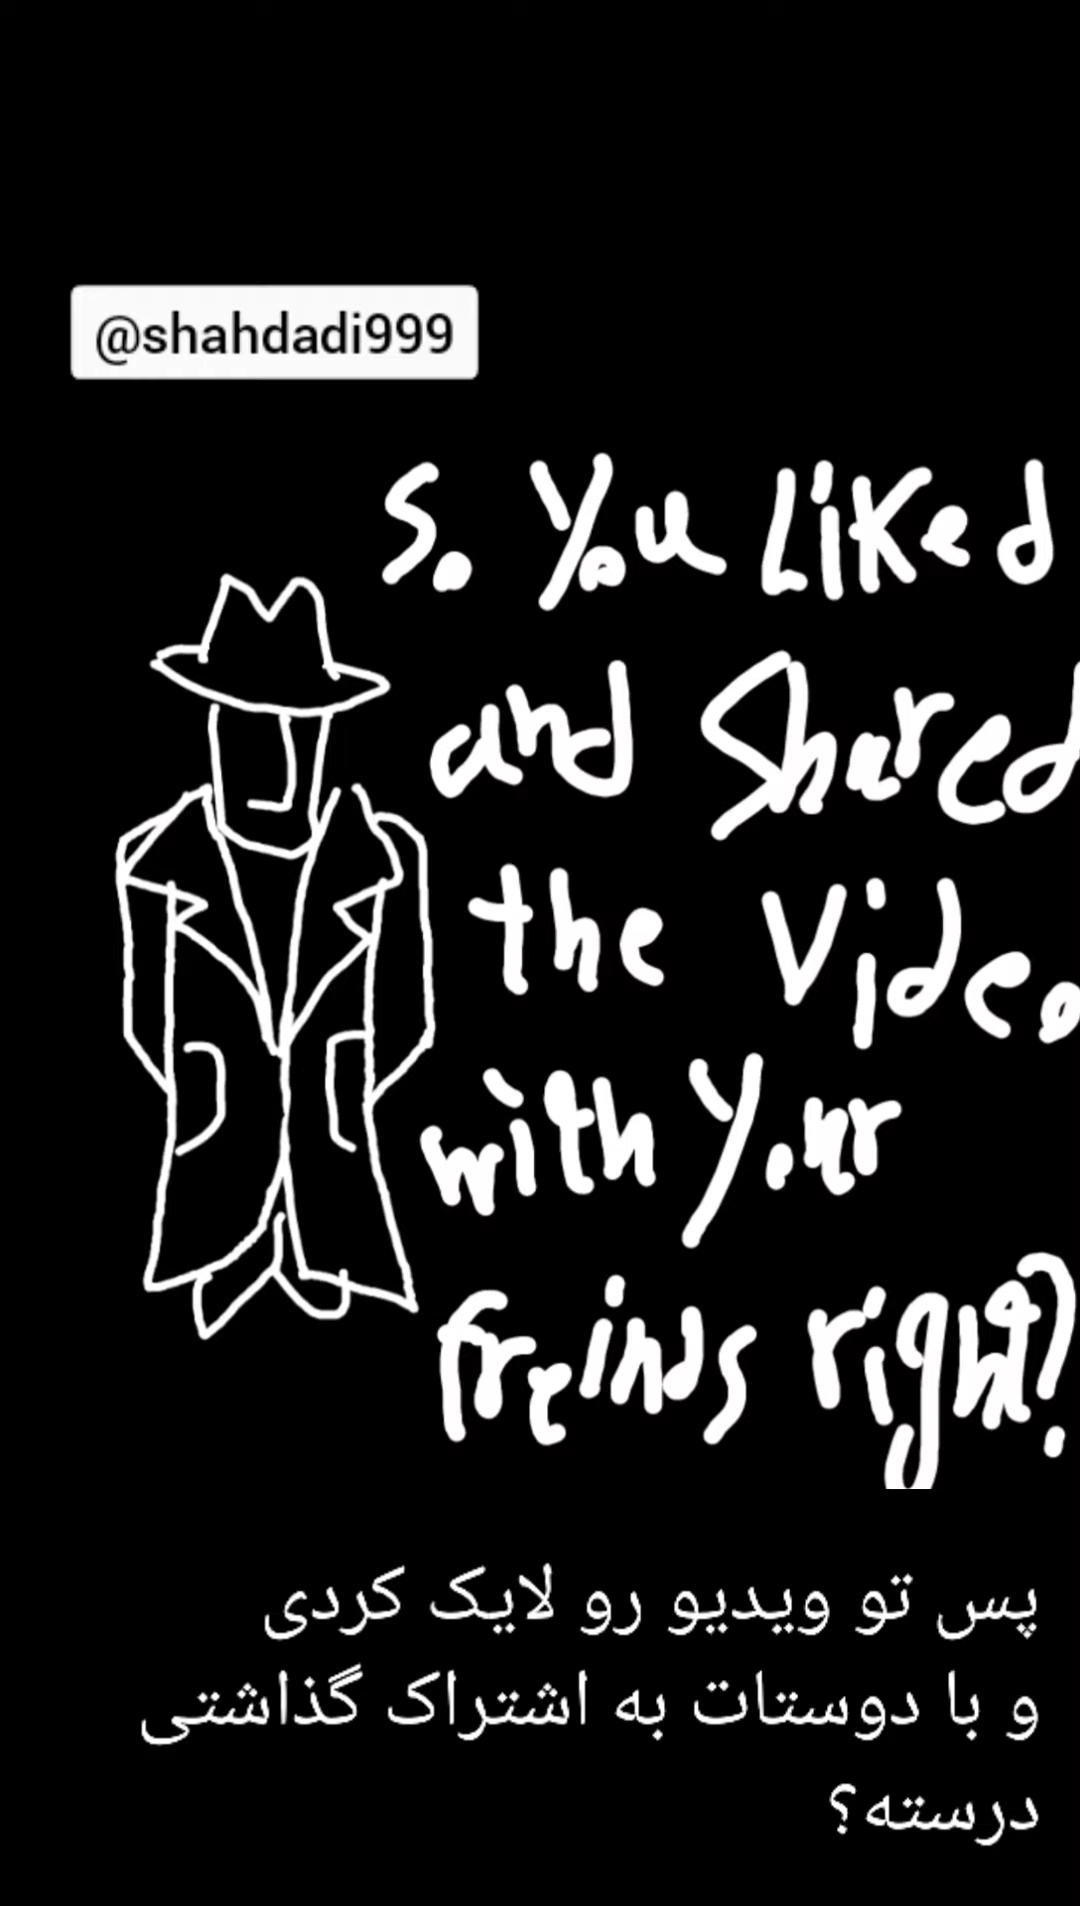 @shahdadi999
So You Liked
and Shared
the Video
with Your
freinds right?
پس تو ویدیو رو لایک کردی
و با دوستات به اشتراک گذاشتی
درسته؟